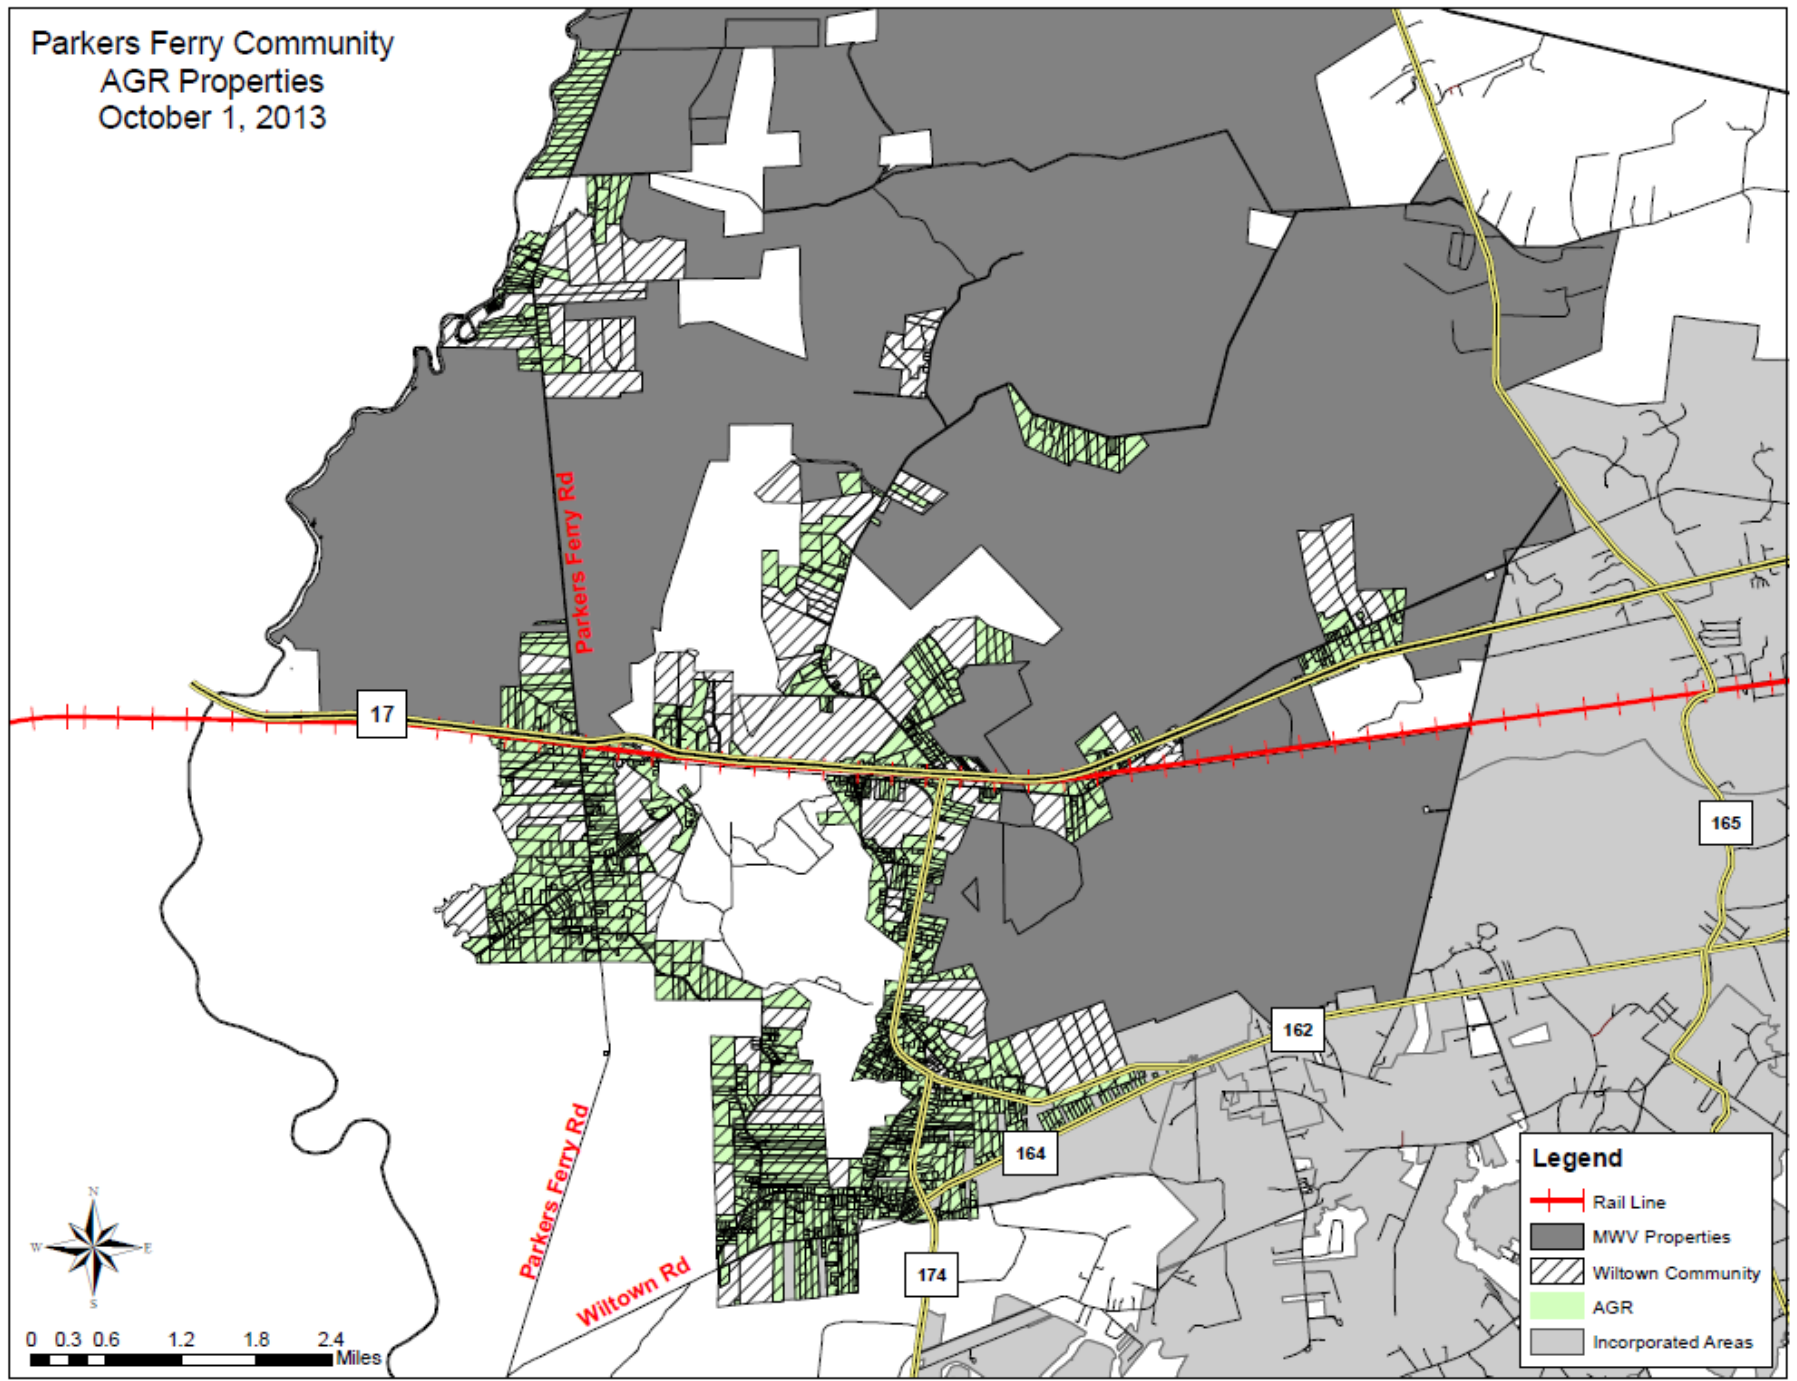 Parkers Ferry Community
AGR Properties
October 1, 2013
Parkers Ferry Rd
17
165
162
164
Parkers Ferry Rd
Wiltown Rd
174
N
W
E
S
0 0.3 0.6 1.2 1.8 2.4
Miles
Legend
Rail Line
MWV Properties
Wiltown Community
AGR
Incorporated Areas